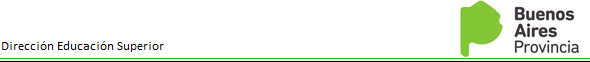 Dirección Educación Superior
Buenos
Aires
Provincia